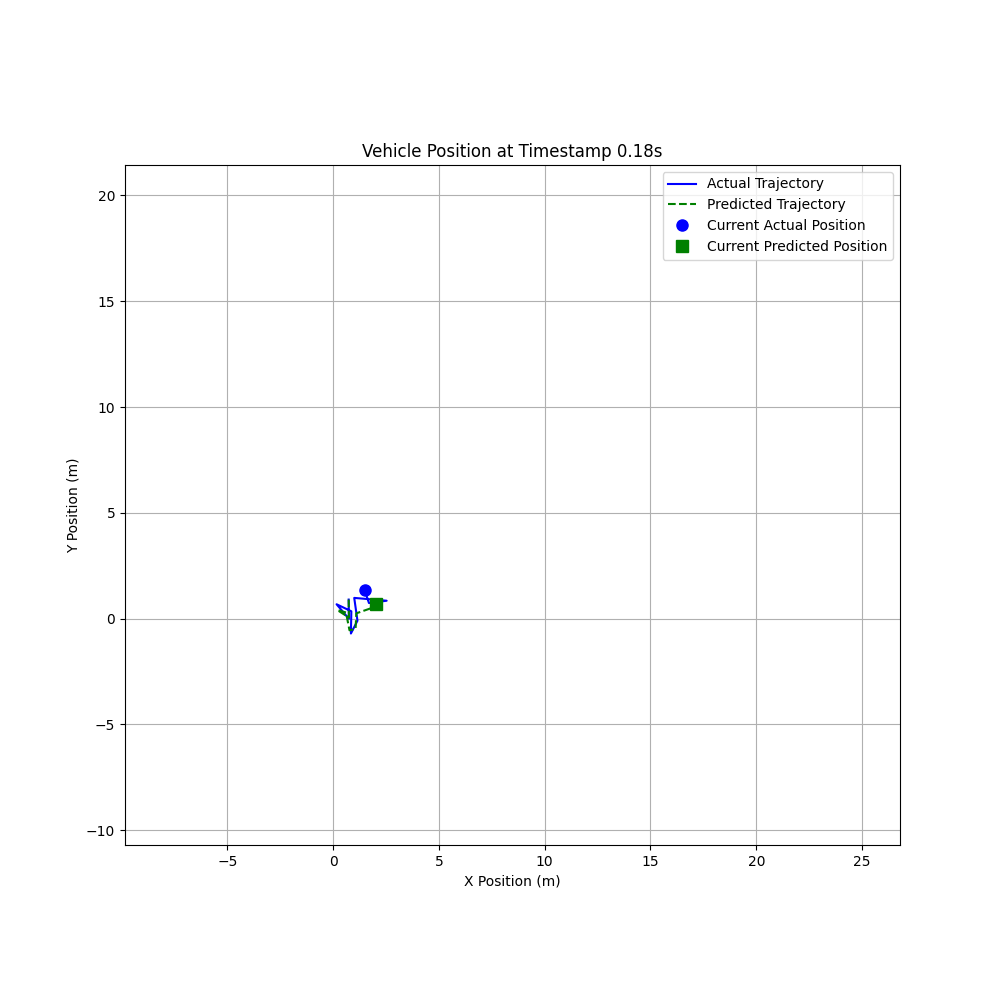 Vehicle Position at Timestamp 0.18s
Actual Trajectory
Predicted Trajectory
Current Actual Position
Current Predicted Position
20
15
10
5
0
−5
−10
Y Position (m)
−5 0 5 10 15 20 25
X Position (m)